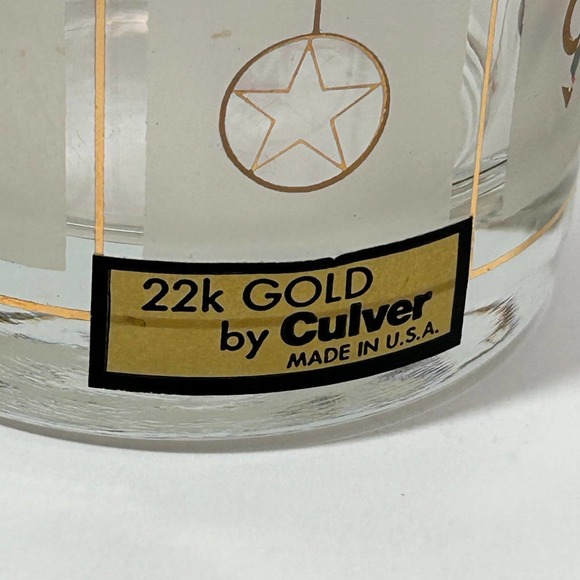 22k GOLD
by Culver
MADE IN U.S.A.